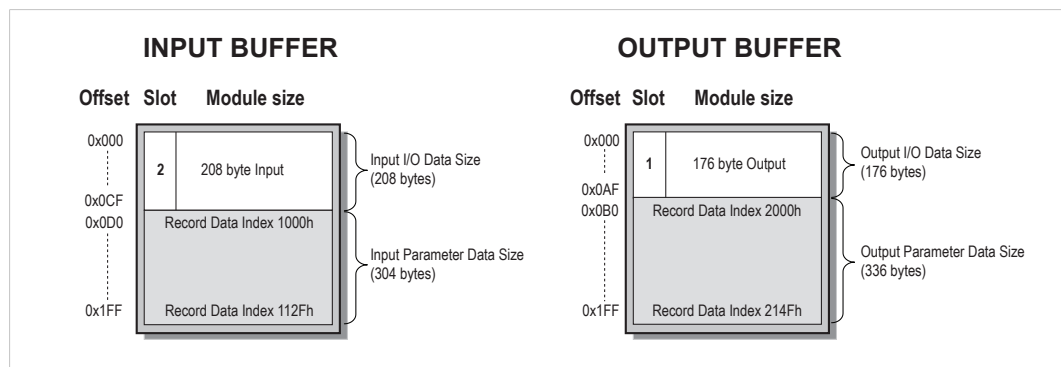 INPUT BUFFER
Offset Slot Module size
0x000
2 208 byte Input
0x0CF
0x0D0
Record Data Index 1000h
0x1FF
Record Data Index 112Fh
Input I/O Data Size
(208 bytes)
Input Parameter Data Size
(304 bytes)
OUTPUT BUFFER
Offset Slot Module size
0x000
1 176 byte Output
0x0AF
0x0B0
Record Data Index 2000h
0x1FF
Record Data Index 214Fh
Output I/O Data Size
(176 bytes)
Output Parameter Data Size
(336 bytes)